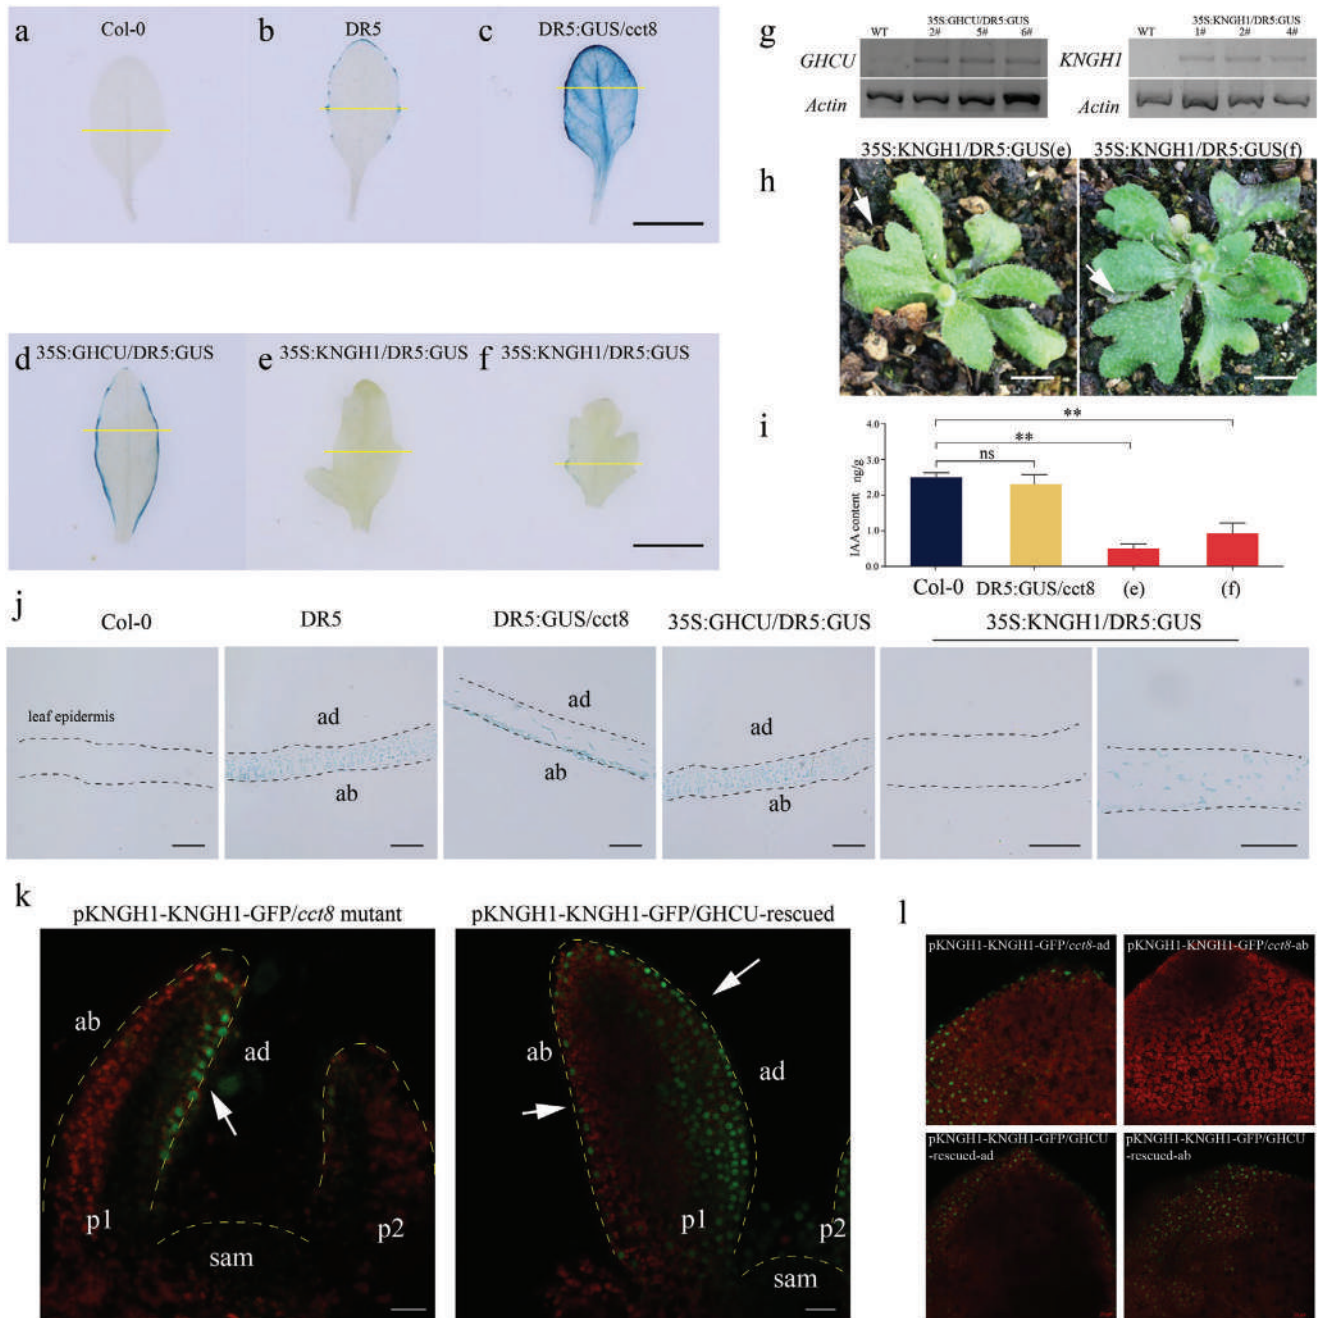 a Col-0
b DR5
c DR5:GUS/cct8
d 35S:GHCU/DR5:GUS
e 35S:KNGH1/DR5:GUS
f 35S:KNGH1/DR5:GUS
g
35S:GHCU/DR5:GUS
WT 2# 5# 6#
GHCU
Actin
35S:KNGH1/DR5:GUS
WT 1# 2# 4#
KNGH1
Actin
h
35S:KNGH1/DR5:GUS(e) 35S:KNGH1/DR5:GUS(f)
i
**
**
ns
IAA content ng/g
4.0
3.0
2.0
1.0
0.0
Col-0 DR5:GUS/cct8 (e) (f)
j
Col-0 DR5 DR5:GUS/cct8 35S:GHCU/DR5:GUS 35S:KNGH1/DR5:GUS
leaf epidermis
ad
ab
ad
ab
ad
ab
k
pKNGH1-KNGH1-GFP/cct8 mutant
ab
ad
p1
p2
sam
pKNGH1-KNGH1-GFP/GHCU-rescued
ab
ad
p1
p2
sam
l
pKNGH1-KNGH1-GFP/cct8-ad
pKNGH1-KNGH1-GFP/cct8-ab
pKNGH1-KNGH1-GFP/GHCU
-rescued-ad
pKNGH1-KNGH1-GFP/GHCU
-rescued-ab